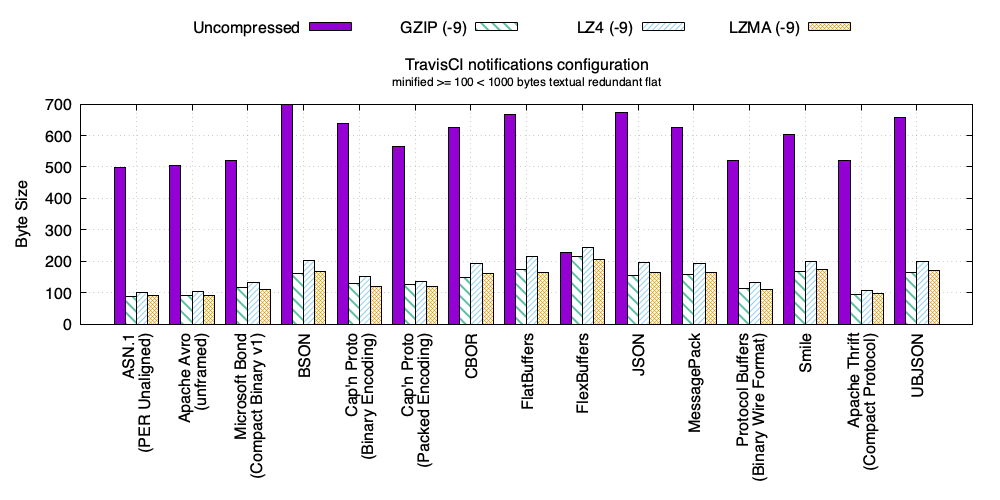 Uncompressed GZIP (-9) LZ4 (-9) LZMA (-9)
TravisCI notifications configuration
minified >= 100 < 1000 bytes textual redundant flat
Byte Size
700
600
500
400
300
200
100
0
ASN.1
(PER Unaligned)
Apache Avro
(unframed)
Microsoft Bond
(Compact Binary v1)
BSON
Cap'n Proto
(Binary Encoding)
Cap'n Proto
(Packed Encoding)
CBOR
FlatBuffers
FlexBuffers
JSON
MessagePack
Protocol Buffers
(Binary Wire Format)
Smile
Apache Thrift
(Compact Protocol)
UBJSON